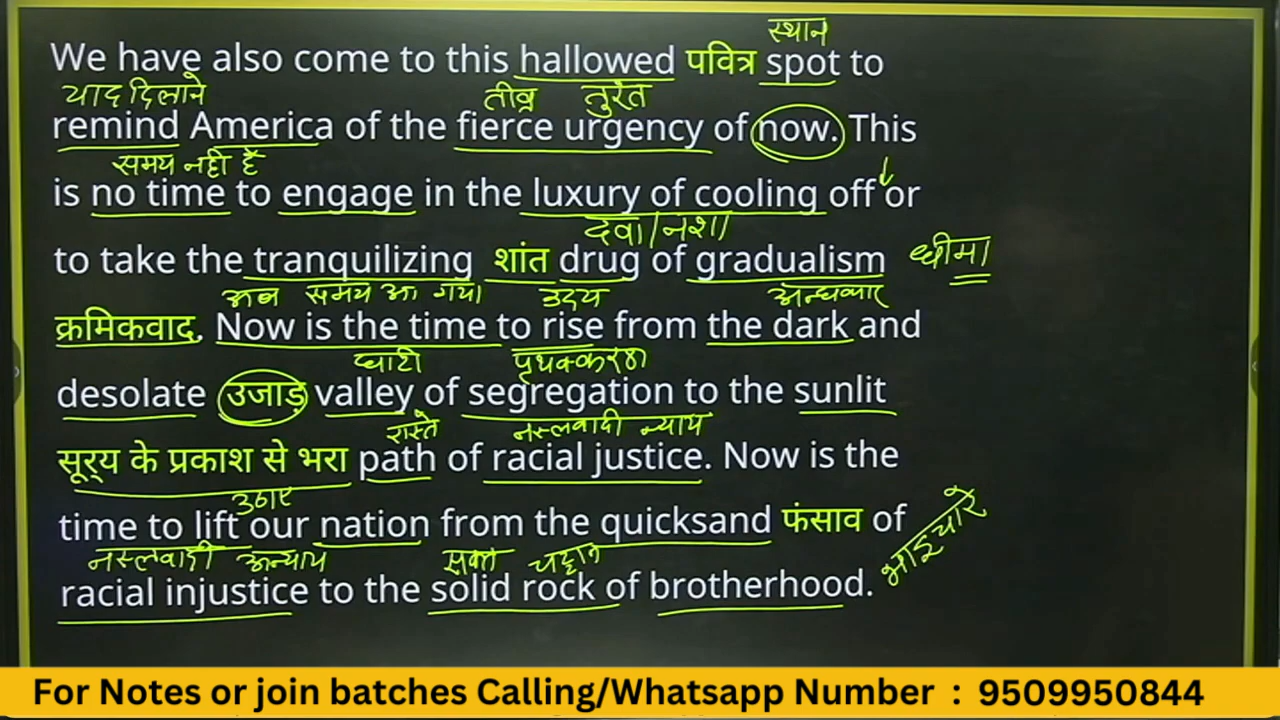 स्थान
We have also come to this hallowed पवित्र spot to
याद दिलाने तीव्र तुरंत
remind America of the fierce urgency of now. This
समय नहीं है
is no time to engage in the luxury of cooling off or
दवा/नशा
to take the tranquilizing शांत drug of gradualism धीमा
अब समय आ गया उदय अन्धकार
क्रमिकवाद. Now is the time to rise from the dark and
घाटी पृथक्करण
desolate उजाड़ valley of segregation to the sunlit
रास्ते नस्लवादी न्याय
सूर्य के प्रकाश से भरा path of racial justice. Now is the
उठाए
time to lift our nation from the quicksand फंसाव of
नस्लवादी अन्याय चट्टान भाईचारे
racial injustice to the solid rock of brotherhood.
For Notes or join batches Calling/Whatsapp Number : 9509950844